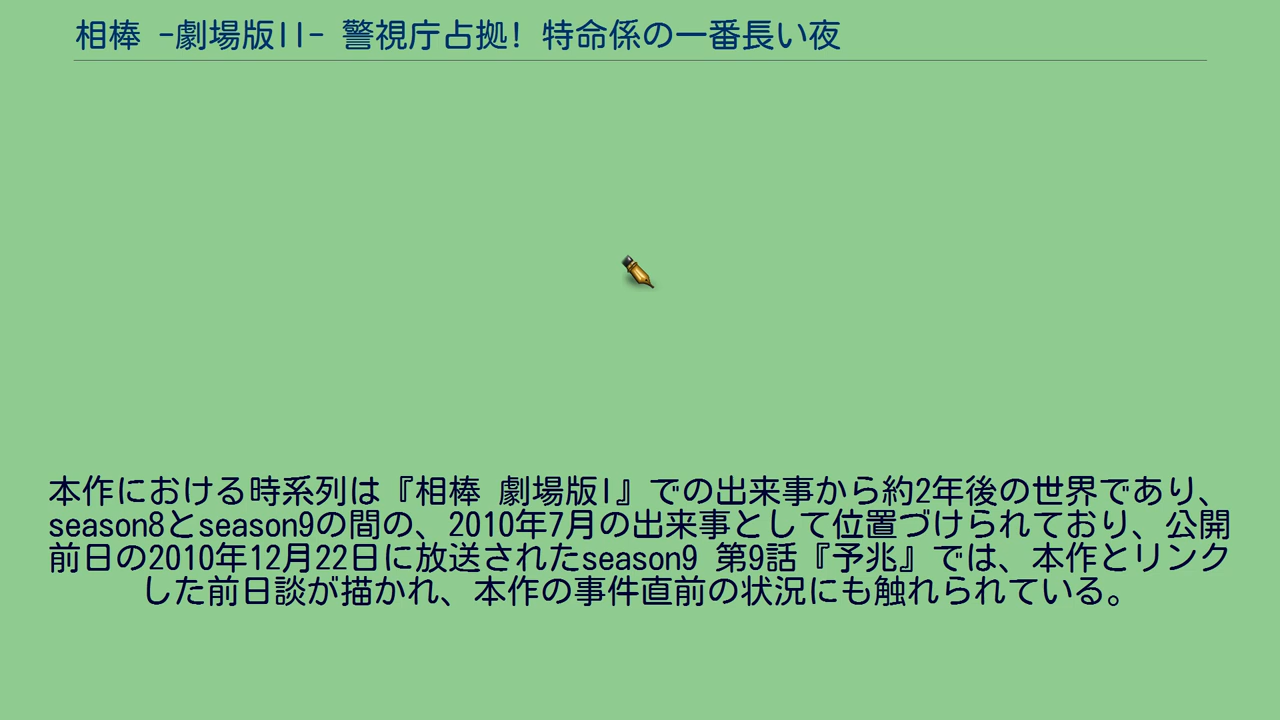 相棒 -劇場版II- 警視庁占拠! 特命係の一番長い夜
本作における時系列は『相棒 劇場版I』での出来事から約2年後の世界であり、
season8とseason9の間の、2010年7月の出来事として位置づけられており、公開
前日の2010年12月22日に放送されたseason9 第9話『予兆』では、本作とリンク
した前日談が描かれ、本作の事件直前の状況にも触れられている。